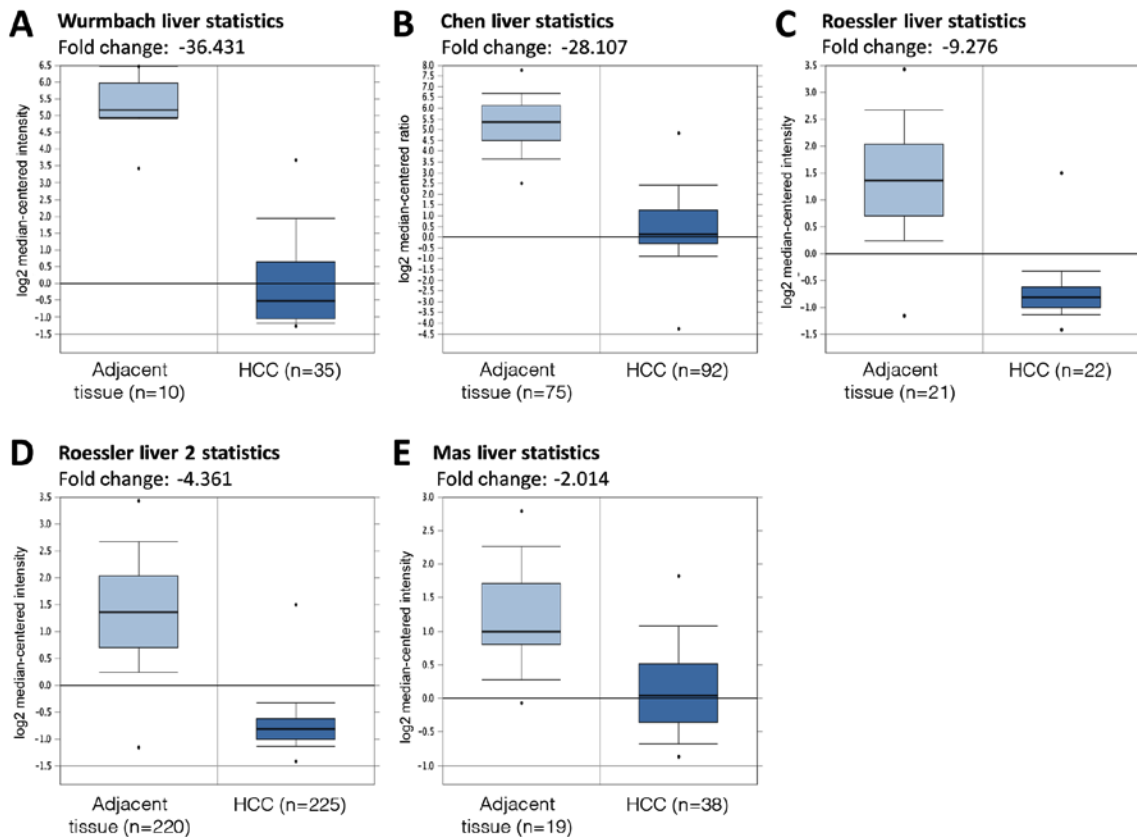 A Wurmbach liver statistics
Fold change: -36.431
log2 median-centered intensity
6.5
6.0
5.5
5.0
4.5
4.0
3.5
3.0
2.5
2.0
1.5
1.0
0.5
0.0
-0.5
-1.0
-1.5
Adjacent
tissue (n=10)
HCC (n=35)
B Chen liver statistics
Fold change: -28.107
log2 median-centered ratio
8.0
7.5
7.0
6.5
6.0
5.5
5.0
4.5
4.0
3.5
3.0
2.5
2.0
1.5
1.0
0.5
0.0
-0.5
-1.0
-1.5
-2.0
-2.5
-3.0
-3.5
-4.0
-4.5
Adjacent
tissue (n=75)
HCC (n=92)
C Roessler liver statistics
Fold change: -9.276
log2 median-centered intensity
3.5
3.0
2.5
2.0
1.5
1.0
0.5
0.0
-0.5
-1.0
-1.5
Adjacent
tissue (n=21)
HCC (n=22)
D Roessler liver 2 statistics
Fold change: -4.361
log2 median-centered intensity
3.5
3.0
2.5
2.0
1.5
1.0
0.5
0.0
-0.5
-1.0
-1.5
Adjacent
tissue (n=220)
HCC (n=225)
E Mas liver statistics
Fold change: -2.014
log2 median-centered intensity
3.0
2.5
2.0
1.5
1.0
0.5
0.0
-0.5
-1.0
Adjacent
tissue (n=19)
HCC (n=38)